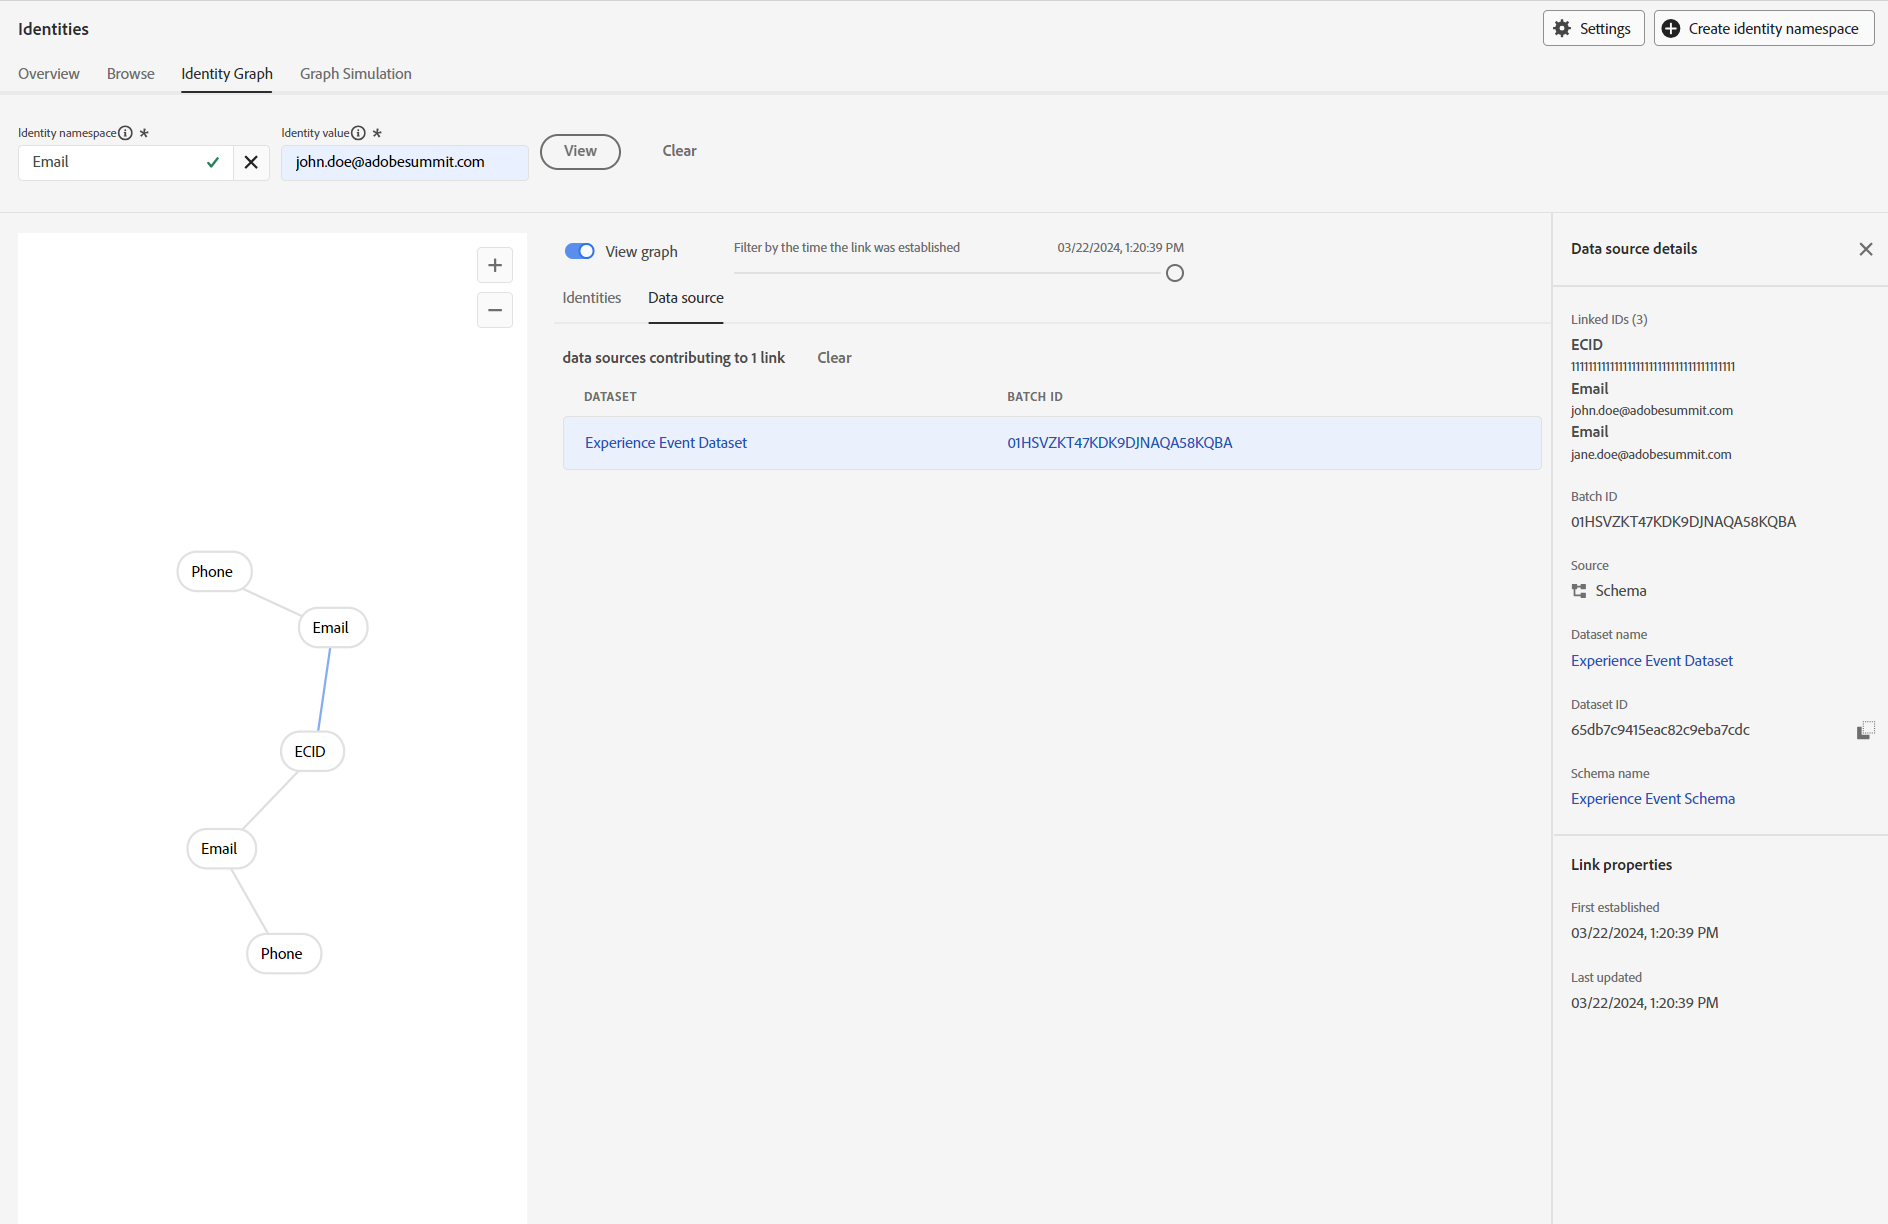 Identities
Settings
Create identity namespace
Overview
Browse
Identity Graph
Graph Simulation
Identity namespace *
Identity value *
Email
john.doe@adobesummit.com
View
Clear
View graph
Filter by the time the link was established
03/22/2024, 1:20:39 PM
Identities
Data source
data sources contributing to 1 link
Clear
DATASET
BATCH ID
Experience Event Dataset
01HSVZKT47KDK9DJNAQA58KQBA
Phone
Email
ECID
Email
Phone
Data source details
Linked IDs (3)
ECID
Email
john.doe@adobesummit.com
Email
jane.doe@adobesummit.com
Batch ID
01HSVZKT47KDK9DJNAQA58KQBA
Source
Schema
Dataset name
Experience Event Dataset
Dataset ID
65db7c9415eac82c9eba7cdc
Schema name
Experience Event Schema
Link properties
First established
03/22/2024, 1:20:39 PM
Last updated
03/22/2024, 1:20:39 PM